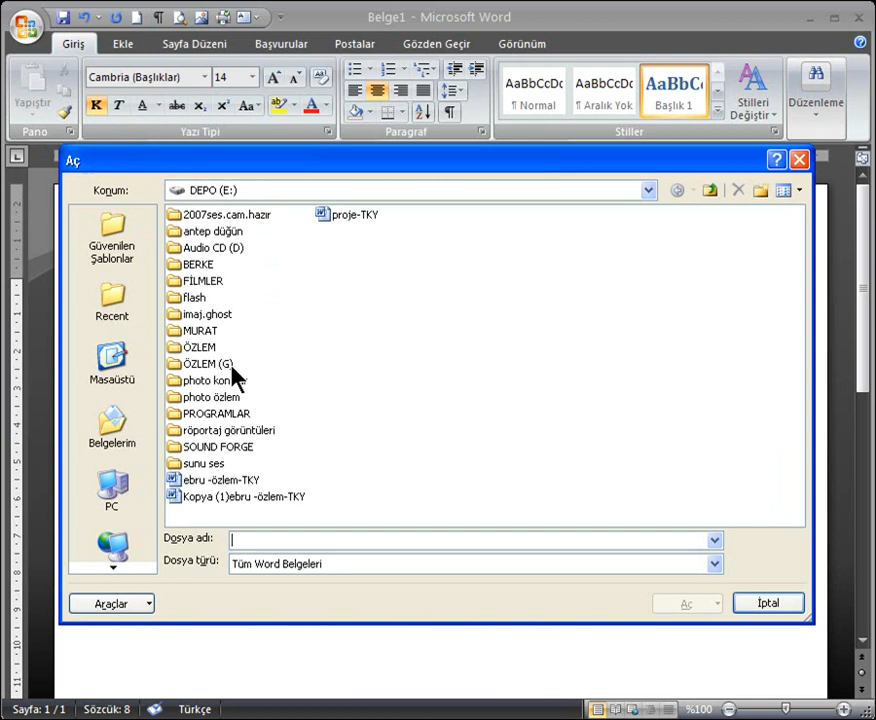 Belge1 - Microsoft Word
Giriş Ekle Sayfa Düzeni Başvurular Postalar Gözden Geçir Görünüm
Yapıştır
Pano
Cambria (Başlıklar) 14
K T A abe x₂ x² Aa ab A
Yazı Tipi
Paragraf
AaBbCcDc AaBbCcDc AaBbC
¶ Normal ¶ Aralık Yok Başlık 1
Stilleri
Değiştir
Stiller
Düzenleme
Aç
Konum: DEPO (E:)
Güvenilen
Şablonlar
Recent
Masaüstü
Belgelerim
PC
2007ses.cam.hazır
antep düğün
Audio CD (D)
BERKE
FİLMLER
flash
imaj.ghost
MURAT
ÖZLEM
ÖZLEM (G)
photo
photo özlem
PROGRAMLAR
röportaj görüntüleri
SOUND FORGE
sunu ses
ebru -özlem-TKY
Kopya (1)ebru -özlem-TKY
proje-TKY
Dosya adı:
Dosya türü: Tüm Word Belgeleri
Araçlar
Aç
İptal
Sayfa: 1 / 1 Sözcük: 8 Türkçe %100